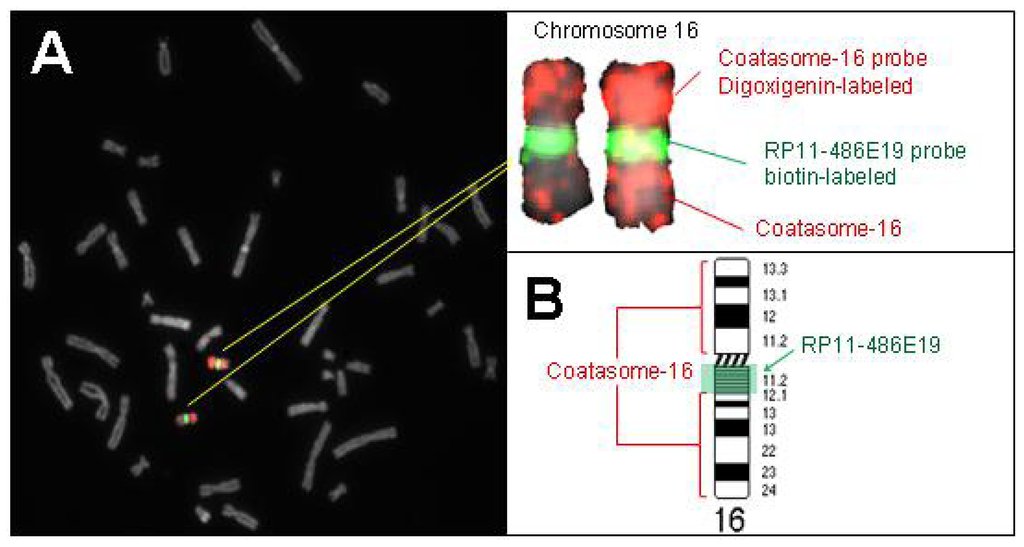 A
Chromosome 16
Coatasome-16 probe
Digoxigenin-labeled
RP11-486E19 probe
biotin-labeled
Coatasome-16
B
13.3
13.1
12
11.2
RP11-486E19
Coatasome-16
11.2
12.1
13
13
22
23
24
16